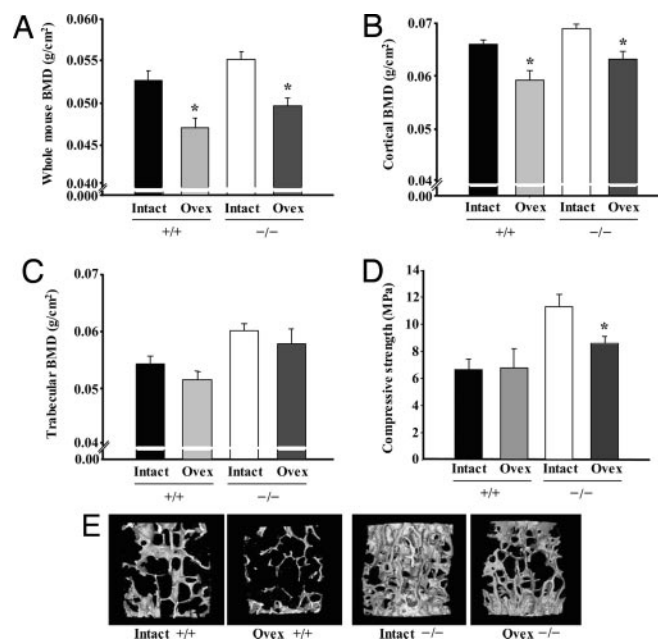 A
Whole mouse BMD (g/cm²)
0.060
0.055
0.050
0.045
0.040
0.000
*
*
Intact Ovex Intact Ovex
+/+ −/−
B
Cortical BMD (g/cm²)
0.07
0.06
0.05
0.04
0.00
*
*
Intact Ovex Intact Ovex
+/+ −/−
C
Trabecular BMD (g/cm²)
0.07
0.06
0.05
0.04
0.00
Intact Ovex Intact Ovex
+/+ −/−
D
Compressive strength (MPa)
14
12
10
8
6
4
2
0
*
Intact Ovex Intact Ovex
+/+ −/−
E
Intact +/+ Ovex +/+ Intact −/− Ovex −/−